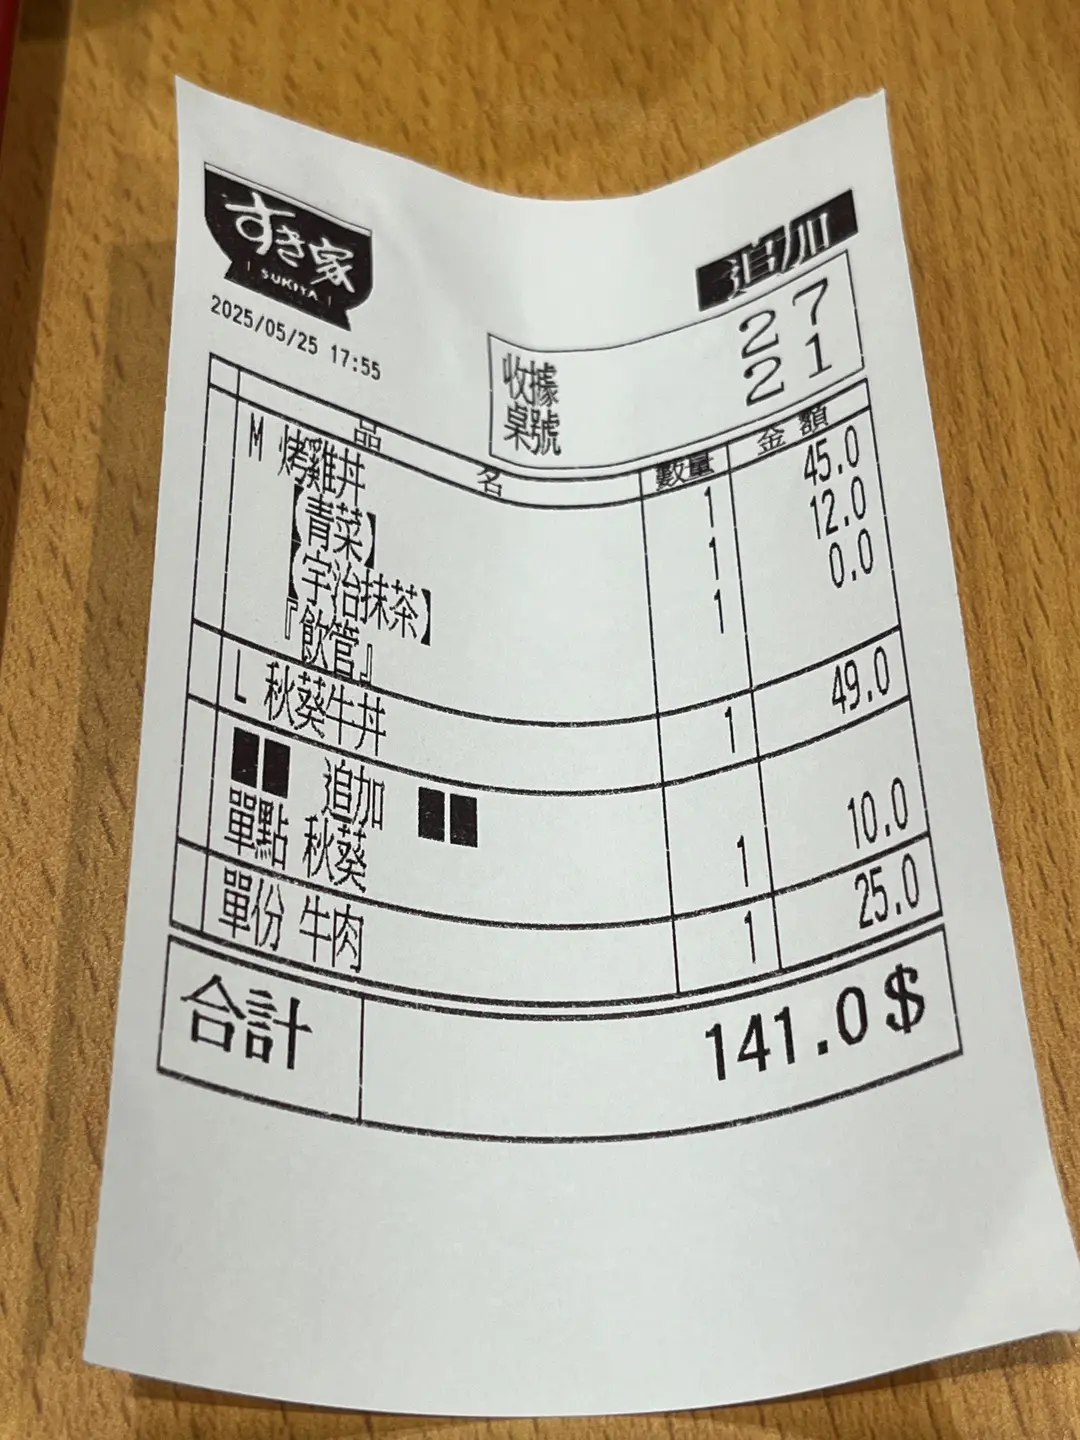 すき家
SUKIYA
追加
2025/05/25 17:55
收據 27
桌號 21
品名 數量 金額
M 烤雞丼 1 45.0
【青菜】 1 12.0
【宇治抹茶】 1 0.0
『飲管』
L 秋葵牛丼 1 49.0
■■ 追加 ■■
單點 秋葵 1 10.0
單份 牛肉 1 25.0
合計 141.0$